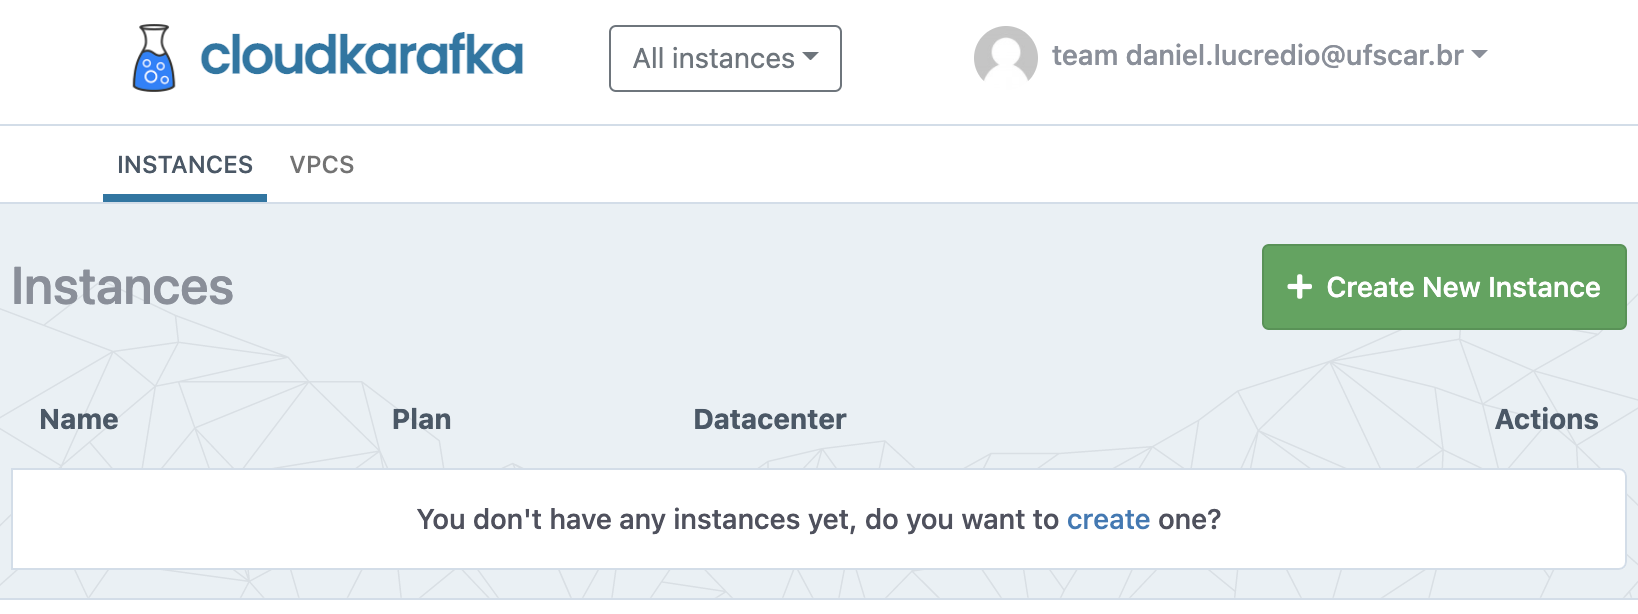 cloudkarafka
All instances
team daniel.lucredio@ufscar.br
INSTANCES VPCS
Instances
+ Create New Instance
Name Plan Datacenter Actions
You don't have any instances yet, do you want to create one?